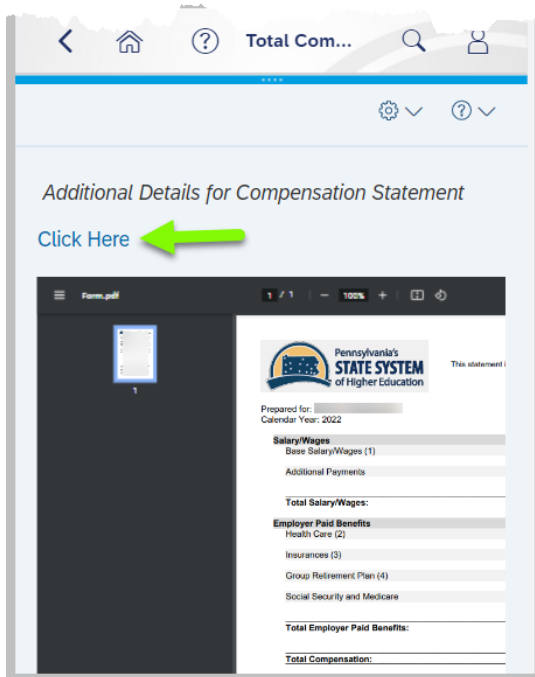 Total Com...
Additional Details for Compensation Statement
Click Here
Form.pdf
1 / 1
100%
1
Pennsylvania's
STATE SYSTEM
of Higher Education
This statement i
Prepared for:
Calendar Year: 2022
Salary/Wages
Base Salary/Wages (1)
Additional Payments
Total Salary/Wages:
Employer Paid Benefits
Health Care (2)
Insurances (3)
Group Retirement Plan (4)
Social Security and Medicare
Total Employer Paid Benefits:
Total Compensation: